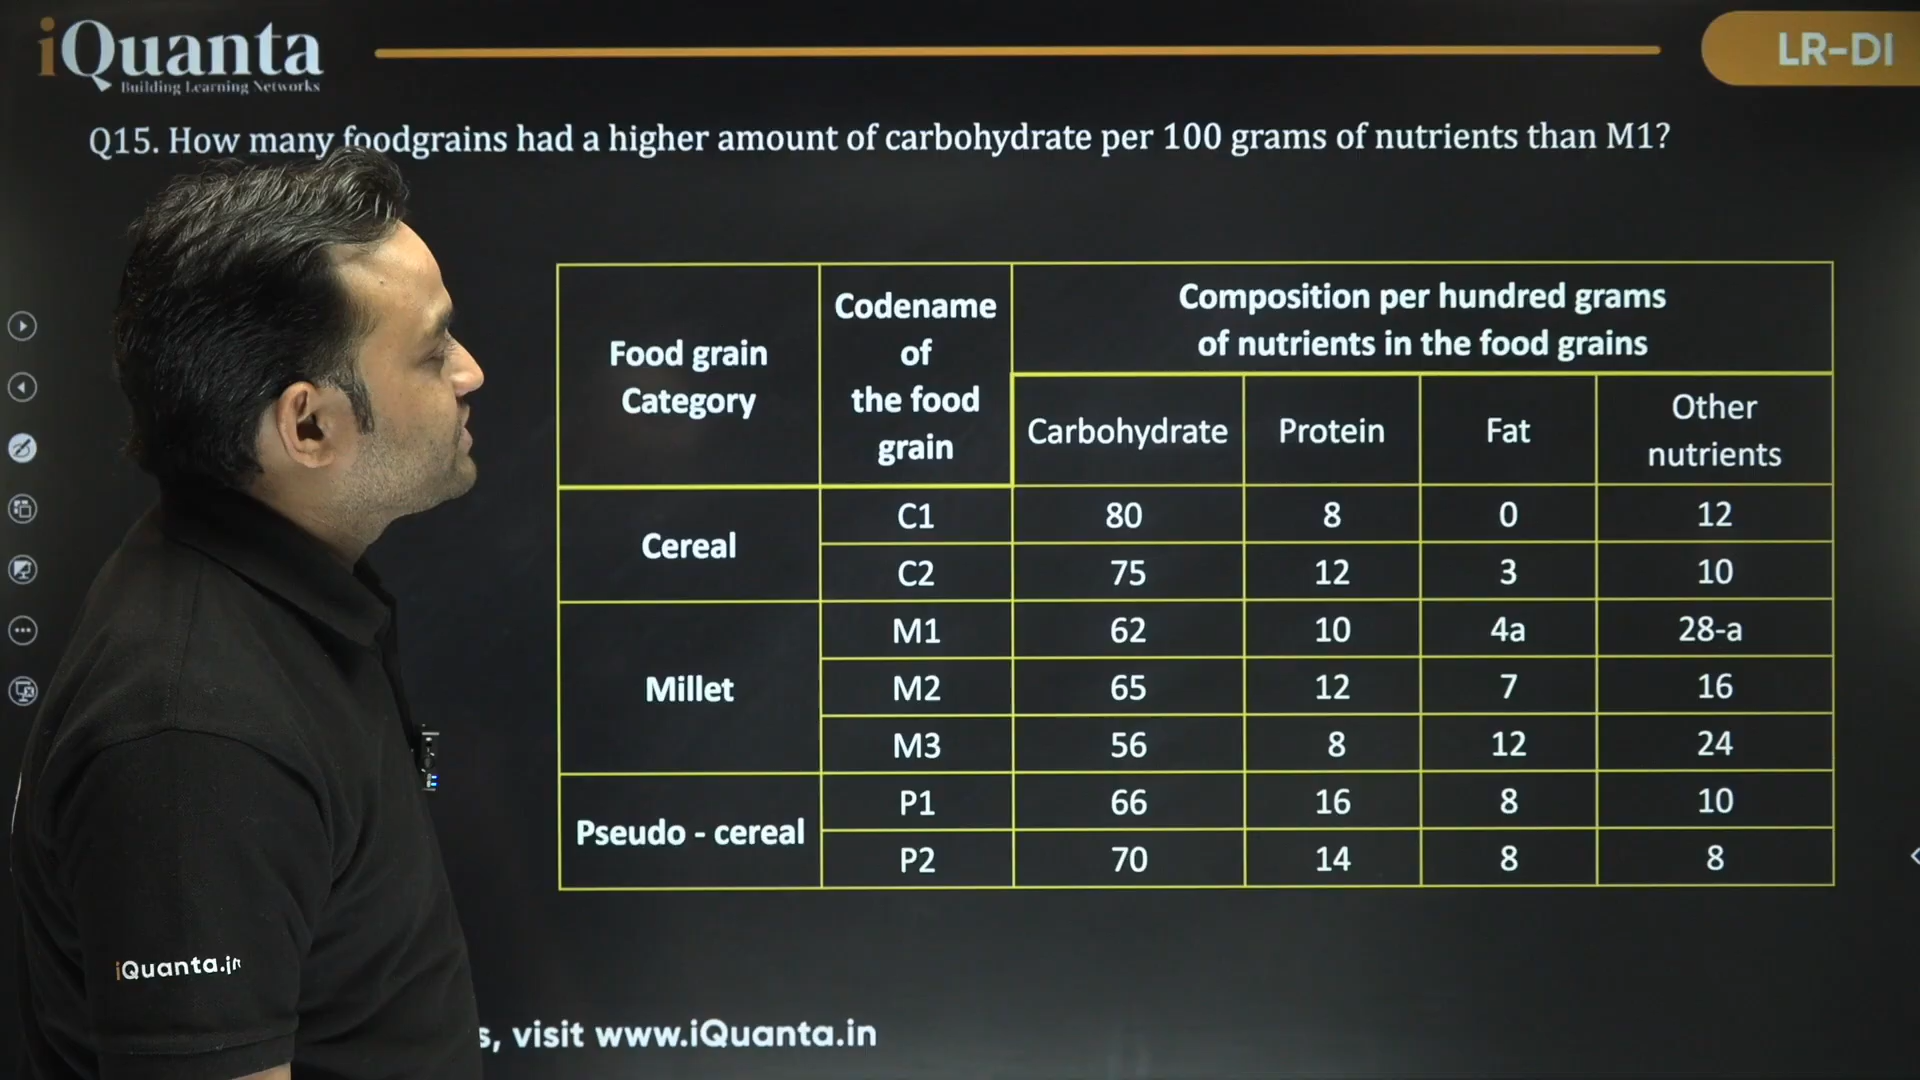 iQuanta
Building Learning Networks
LR-DI
Q15. How many foodgrains had a higher amount of carbohydrate per 100 grams of nutrients than M1?
Food grain Category
Codename of the food grain
Composition per hundred grams of nutrients in the food grains
Carbohydrate Protein Fat Other nutrients
Cereal
C1 80 8 0 12
C2 75 12 3 10
Millet
M1 62 10 4a 28-a
M2 65 12 7 16
M3 56 8 12 24
Pseudo - cereal
P1 66 16 8 10
P2 70 14 8 8
iQuanta.in
s, visit www.iQuanta.in